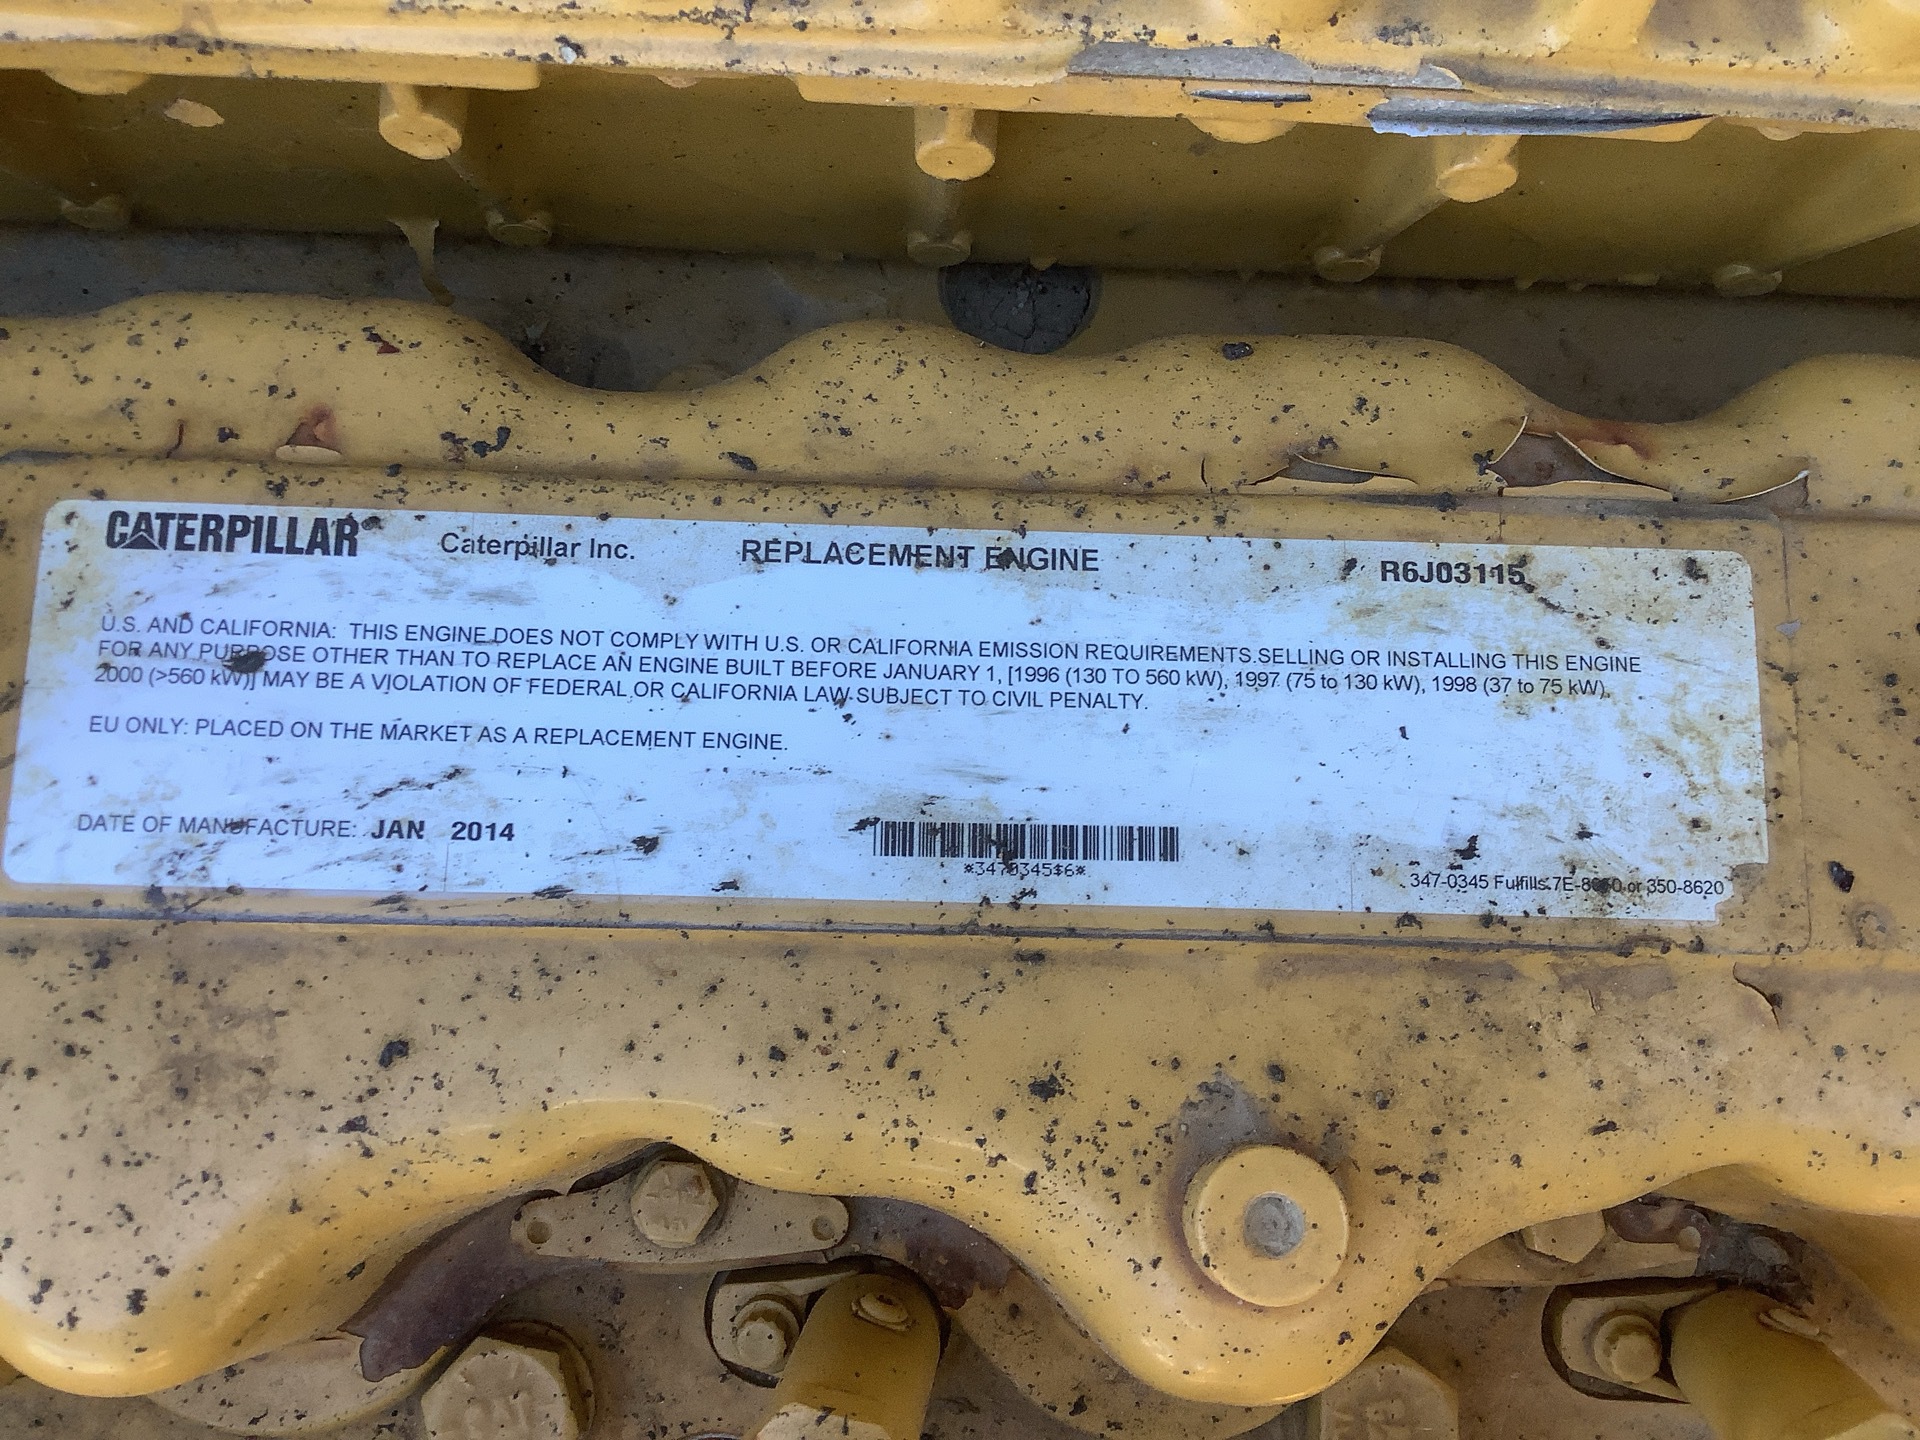 CATERPILLAR® Caterpillar Inc. REPLACEMENT ENGINE R6J03115
U.S. AND CALIFORNIA: THIS ENGINE DOES NOT COMPLY WITH U.S. OR CALIFORNIA EMISSION REQUIREMENTS.SELLING OR INSTALLING THIS ENGINE
FOR ANY PURPOSE OTHER THAN TO REPLACE AN ENGINE BUILT BEFORE JANUARY 1, [1996 (130 TO 560 kW), 1997 (75 to 130 kW), 1998 (37 to 75 kW),
2000 (>560 kW)] MAY BE A VIOLATION OF FEDERAL OR CALIFORNIA LAW SUBJECT TO CIVIL PENALTY.
EU ONLY: PLACED ON THE MARKET AS A REPLACEMENT ENGINE.
DATE OF MANUFACTURE: JAN 2014
347-0345 Fulfills or 350-8620